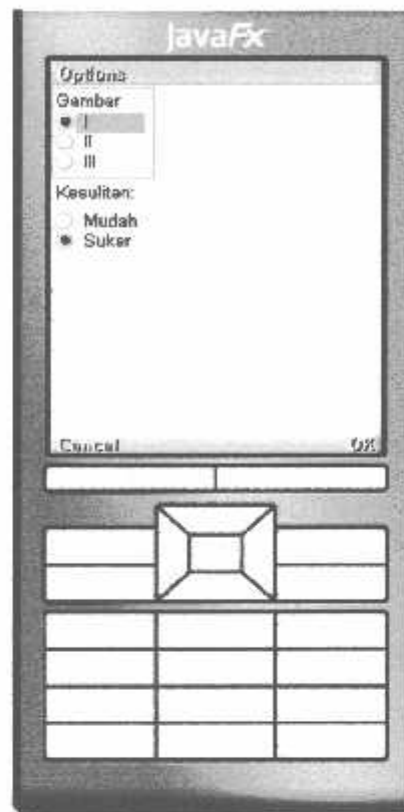 JavaFx
Options
Gambar
I
II
III
Kesulitan:
Mudah
Sukar
Cancel OK